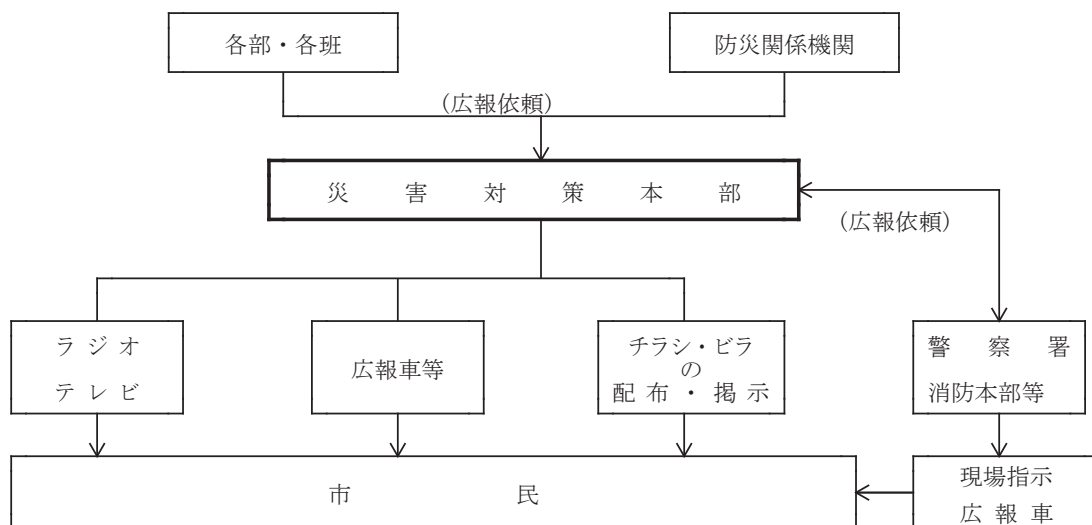 各部・各班
防災関係機関
（広報依頼）
災害対策本部
（広報依頼）
ラジオ
テレビ
広報車等
チラシ・ビラ
の
配布・掲示
警察署
消防本部等
市民
現場指示
広報車